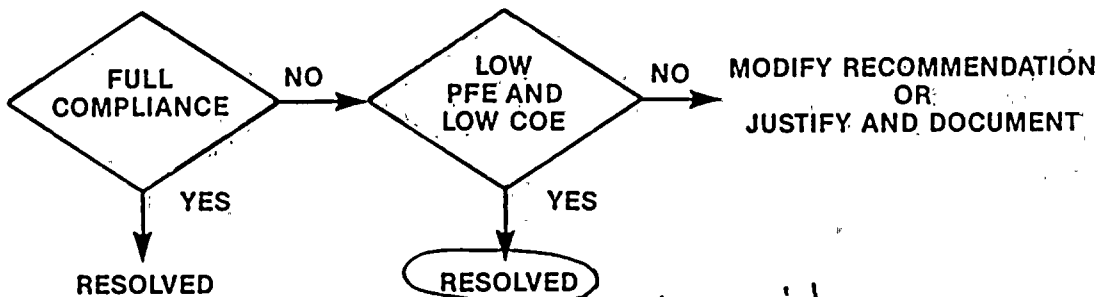 FULL
COMPLIANCE
NO
LOW
PFE AND
LOW COE
NO
MODIFY RECOMMENDATION
OR
JUSTIFY AND DOCUMENT
YES
YES
RESOLVED
RESOLVED